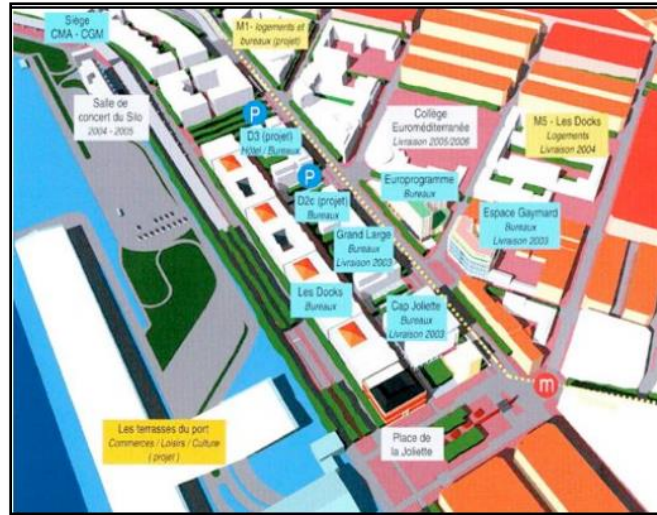 Siège
CMA - CGM
M1- logements et
bureaux (projet)
Salle de
concert du Silo
2004 - 2005
P
D3 (projet)
Hôtel / Bureaux
Collège
Euroméditerranée
Livraison 2005/2006
M5 - Les Docks
Logements
Livraison 2004
P
D2c (projet)
Bureaux
Europrogramme
Bureaux
Espace Gaymard
Bureaux
Livraison 2003
Grand Large
Bureaux
Livraison 2003
Les Docks
Bureaux
Cap Joliette
Bureaux
Livraison 2003
m
Les terrasses du port
Commerces / Loisirs / Culture
( projet )
Place de
la Joliette